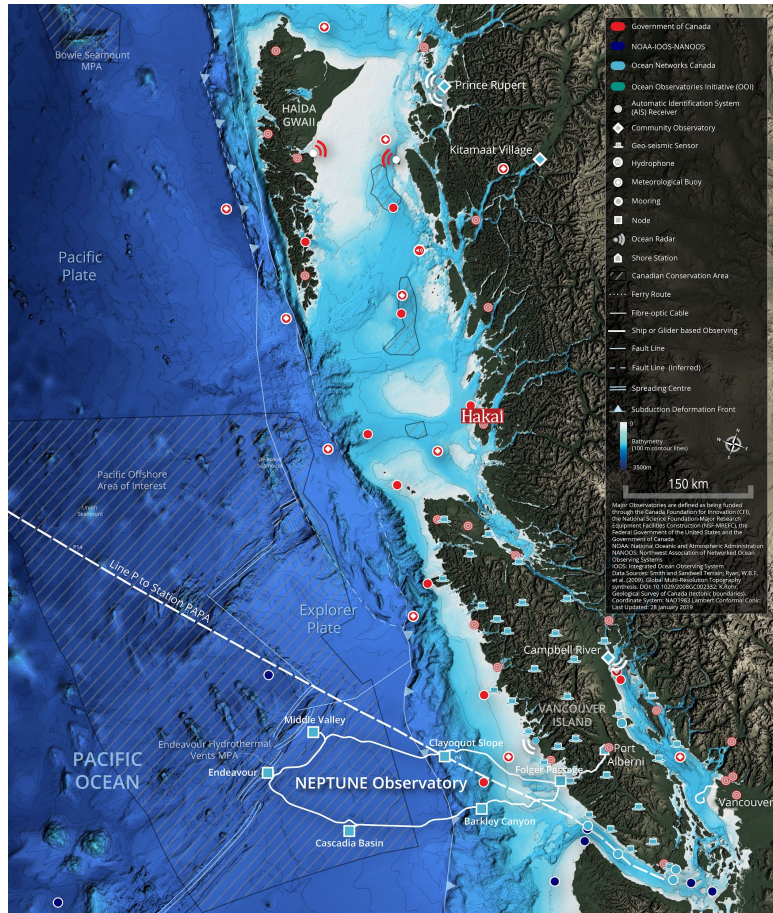 Bowie Seamount
MPA
HAIDA
GWAII
Prince Rupert
Kitamaat Village
Pacific
Plate
Hakai
Pacific Offshore
Area of Interest
Union
Seamount
Seamount
P14
Line P to Station PAPA
Explorer
Plate
Campbell River
VANCOUVER
ISLAND
Middle Valley
Clayoquot Slope
P4
Endeavour Hydrothermal
Vents MPA
Port
Alberni
PACIFIC
OCEAN
Endeavour
Folger Passage
NEPTUNE Observatory
Vancouver
Barkley Canyon
Cascadia Basin
Government of Canada
NOAA-IOOS-NANOOS
Ocean Networks Canada
Ocean Observatories Initiative (OOI)
Automatic Identification System
(AIS) Receiver
Community Observatory
Geo-seismic Sensor
Hydrophone
Meteorological Buoy
Mooring
Node
Ocean Radar
Shore Station
Canadian Conservation Area
Ferry Route
Fibre-optic Cable
Ship or Glider based Observing
Fault Line
Fault Line (Inferred)
Spreading Centre
Subduction Deformation Front
0
Bathymetry
(100 m contour lines)
- 3500m
N
E
S
W
150 km
Major Observatories are defined as being funded
through the Canada Foundation for Innovation (CFI),
the National Science Foundation-Major Research
Equipment Facilities Construction (NSF-MREFC), the
Federal Government of the United States and the
Government of Canada
NOAA: National Oceanic and Atmospheric Administration
NANOOS: Northwest Association of Networked Ocean
Observing Systems
IOOS: Integrated Ocean Observing System
Data Sources: Smith and Sandwell Terrain; Ryan, W.B.F.
et al. (2009), Global Multi-Resolution Topography
synthesis, DOI: 10.1029/2008GC002332; K.Rohr,
Geological Survey of Canada (tectonic boundaries).
Coordinate System: NAD1983 Lambert Conformal Conic.
Last Updated: 28 January 2019